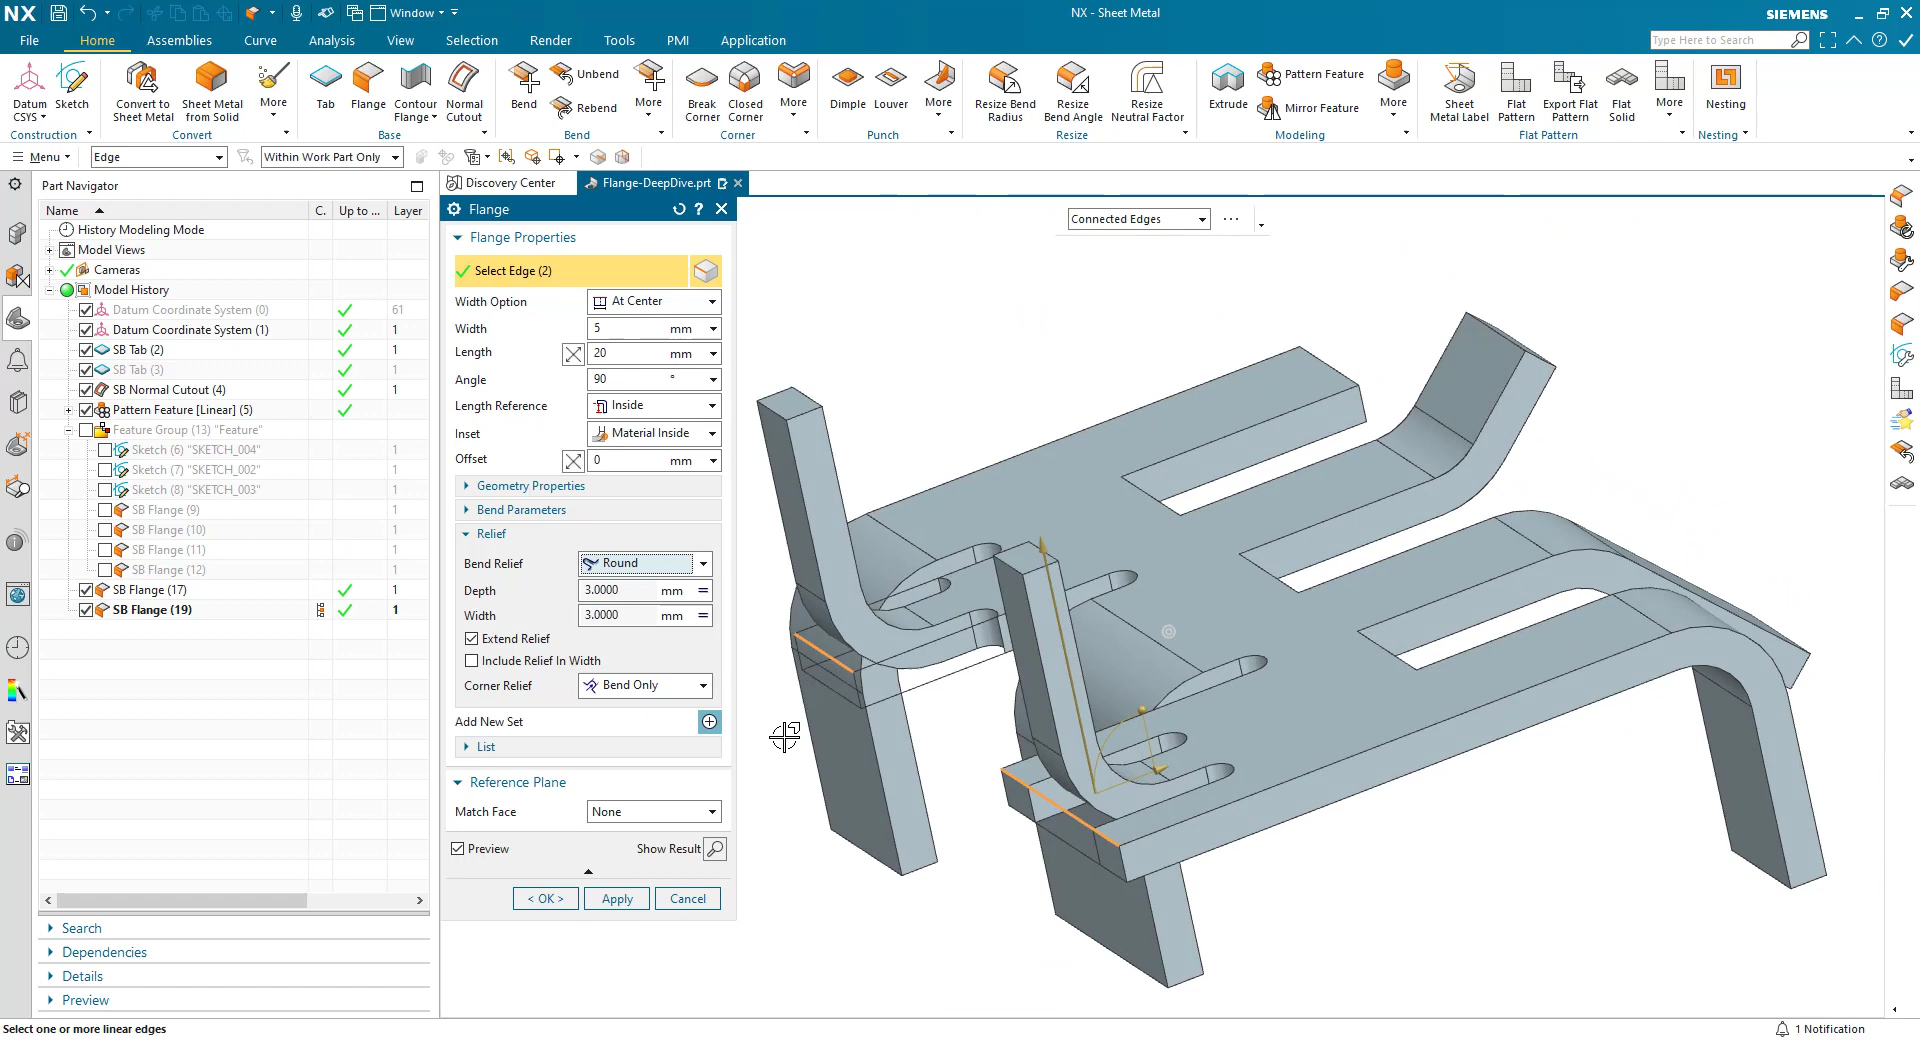 NX
Window
NX - Sheet Metal
SIEMENS
File
Home
Assemblies
Curve
Analysis
View
Selection
Render
Tools
PMI
Application
Type Here to Search
Datum CSYS
Sketch
Construction
Convert to Sheet Metal
Sheet Metal from Solid
More
Convert
Tab
Flange
Contour Flange
Normal Cutout
Base
Bend
Unbend
Rebend
More
Bend
Break Corner
Closed Corner
More
Corner
Dimple
Louver
More
Punch
Resize Bend Radius
Resize Bend Angle
Resize Neutral Factor
Resize
Extrude
Pattern Feature
Mirror Feature
More
Modeling
Sheet Metal Label
Flat Pattern
Export Flat Pattern
Flat Solid
More
Flat Pattern
Nesting
Nesting
Menu
Edge
Within Work Part Only
Part Navigator
Name
C.
Up to ...
Layer
History Modeling Mode
Model Views
Cameras
Model History
Datum Coordinate System (0)
61
Datum Coordinate System (1)
1
SB Tab (2)
1
SB Tab (3)
1
SB Normal Cutout (4)
1
Pattern Feature [Linear] (5)
Feature Group (13) "Feature"
Sketch (6) "SKETCH_004"
1
Sketch (7) "SKETCH_002"
1
Sketch (8) "SKETCH_003"
1
SB Flange (9)
1
SB Flange (10)
1
SB Flange (11)
1
SB Flange (12)
1
SB Flange (17)
1
SB Flange (19)
1
Search
Dependencies
Details
Preview
Discovery Center
Flange-DeepDive.prt
Flange
Flange Properties
Select Edge (2)
Width Option
At Center
Width
5 mm
Length
20 mm
Angle
90 °
Length Reference
Inside
Inset
Material Inside
Offset
0 mm
Geometry Properties
Bend Parameters
Relief
Bend Relief
Round
Depth
3.0000 mm =
Width
3.0000 mm =
Extend Relief
Include Relief In Width
Corner Relief
Bend Only
Add New Set
List
Reference Plane
Match Face
None
Preview
Show Result
< OK >
Apply
Cancel
Connected Edges
Select one or more linear edges
1 Notification